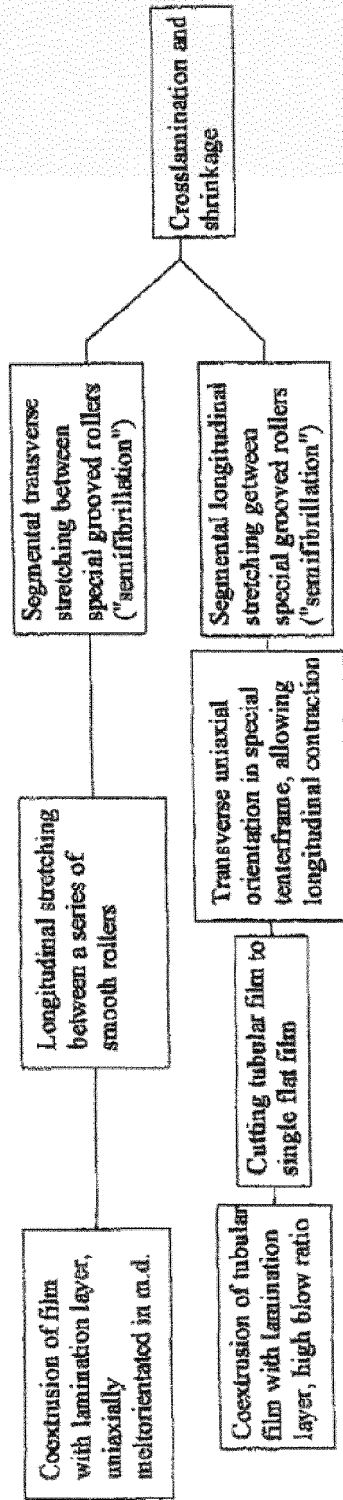 Coextrusion of film
with lamination layer,
uniaxially
meltorientated in m.d.
Longitudinal stretching
between a series of
smooth rollers
Segmental transverse
stretching between
special grooved rollers
("semifibrillation")
Coextrusion of tubular
film with lamination
layer, high blow ratio
Cutting tubular film to
single flat film
Transverse uniaxial
orientation in special
tenterframe, allowing
longitudinal contraction
Segmental longitudinal
stretching getween
special grooved rollers
("semifibrillation")
Crosslamination and
shrinkage